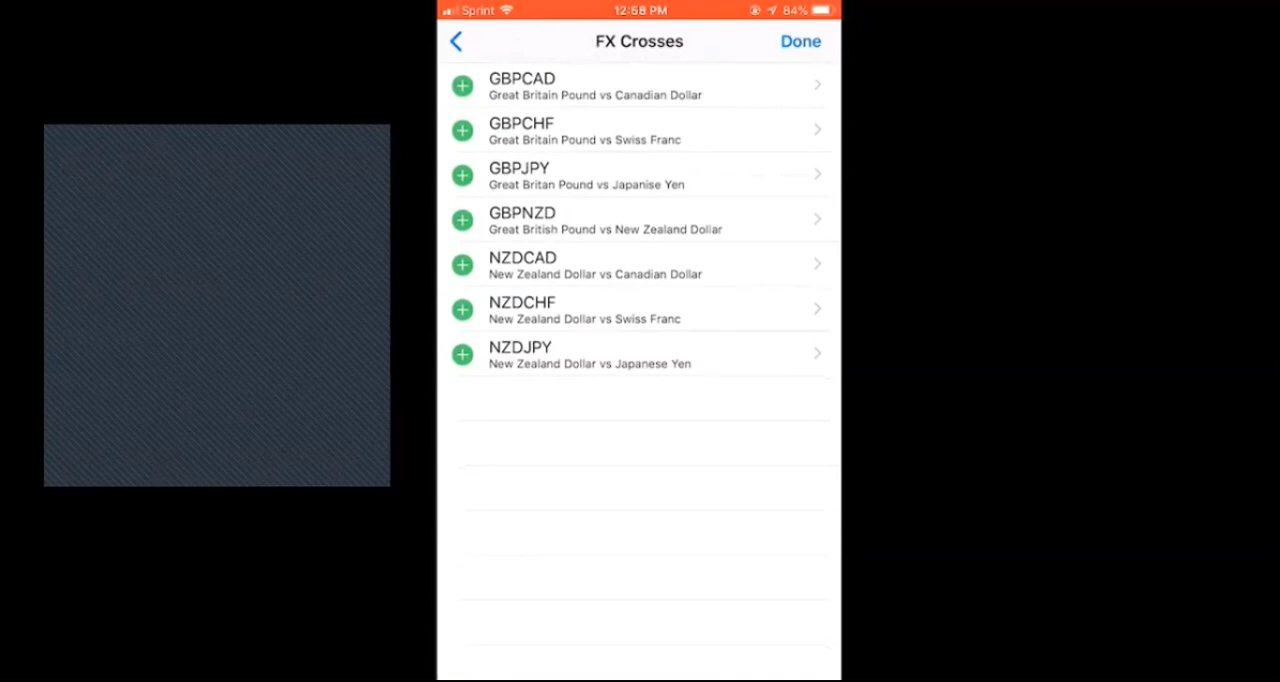 Sprint 12:58 PM 84%
FX Crosses Done
GBPCAD
Great Britain Pound vs Canadian Dollar
GBPCHF
Great Britain Pound vs Swiss Franc
GBPJPY
Great Britan Pound vs Japanise Yen
GBPNZD
Great British Pound vs New Zealand Dollar
NZDCAD
New Zealand Dollar vs Canadian Dollar
NZDCHF
New Zealand Dollar vs Swiss Franc
NZDJPY
New Zealand Dollar vs Japanese Yen